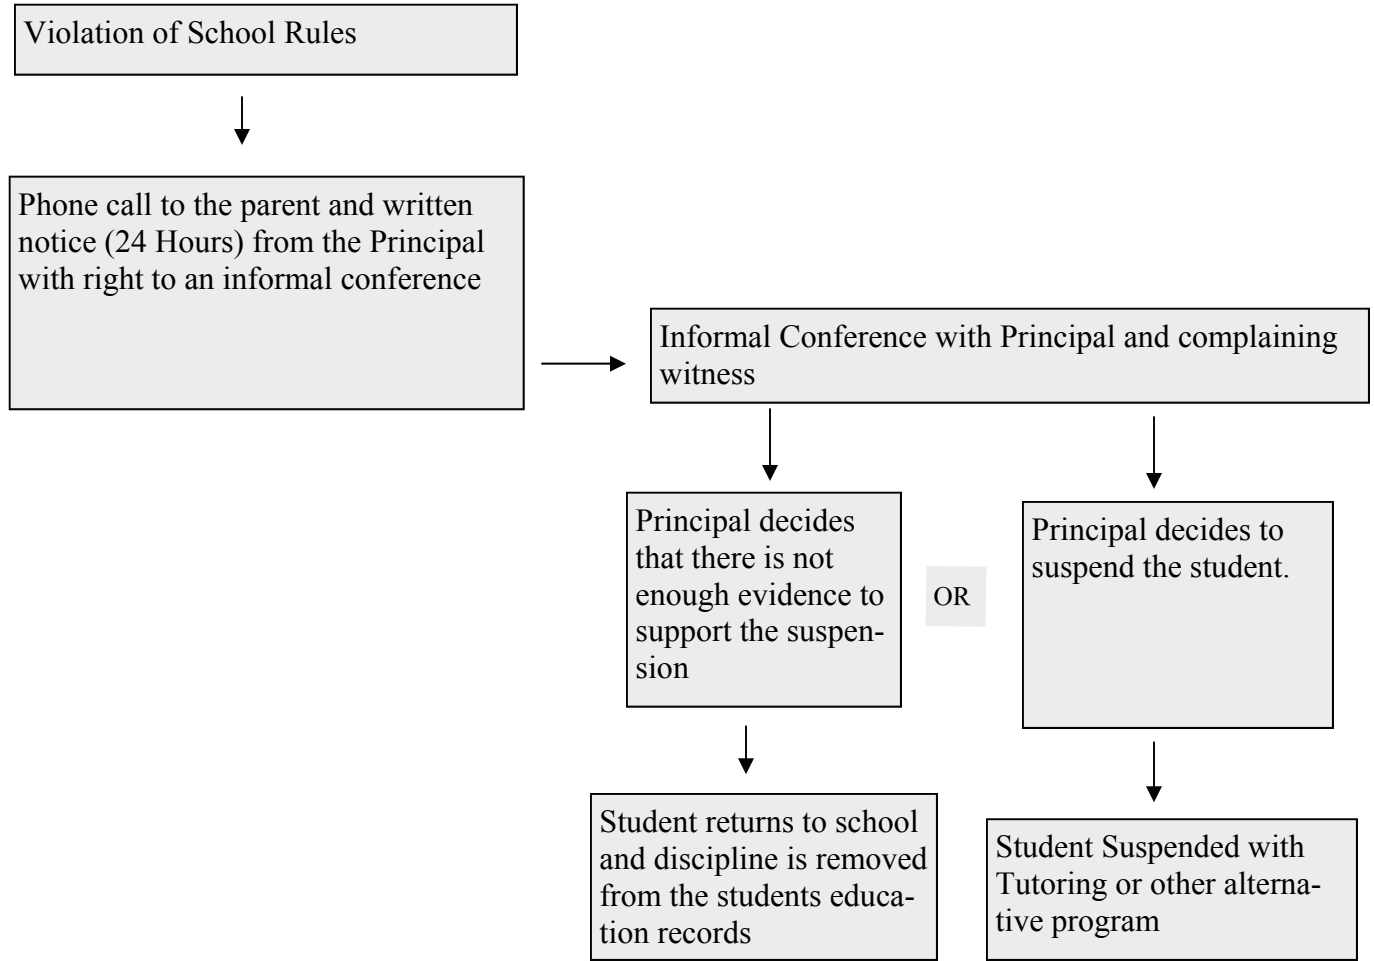 Violation of School Rules
Phone call to the parent and written
notice (24 Hours) from the Principal
with right to an informal conference
Informal Conference with Principal and complaining
witness
Principal decides
that there is not
enough evidence to
support the suspen-
sion
OR
Principal decides to
suspend the student.
Student returns to school
and discipline is removed
from the students educa-
tion records
Student Suspended with
Tutoring or other alterna-
tive program